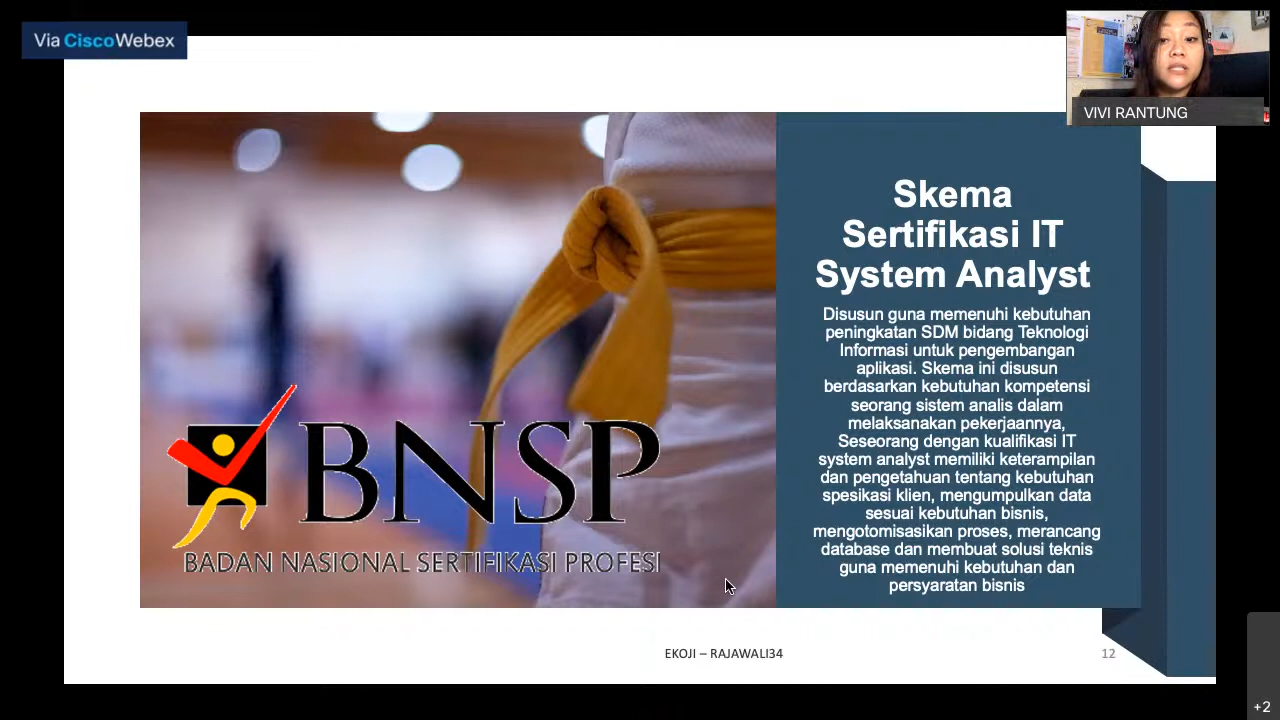 Via CiscoWebex
VIVI RANTUNG
Skema
Sertifikasi IT
System Analyst
Disusun guna memenuhi kebutuhan
peningkatan SDM bidang Teknologi
Informasi untuk pengembangan
aplikasi. Skema ini disusun
berdasarkan kebutuhan kompetensi
seorang sistem analis dalam
melaksanakan pekerjaannya,
Seseorang dengan kualifikasi IT
system analyst memiliki keterampilan
dan pengetahuan tentang kebutuhan
spesikasi klien, mengumpulkan data
sesuai kebutuhan bisnis,
mengotomisasikan proses, merancang
database dan membuat solusi teknis
guna memenuhi kebutuhan dan
persyaratan bisnis
BNSP
BADAN NASIONAL SERTIFIKASI PROFESI
EKOJI – RAJAWALI34
12
+2